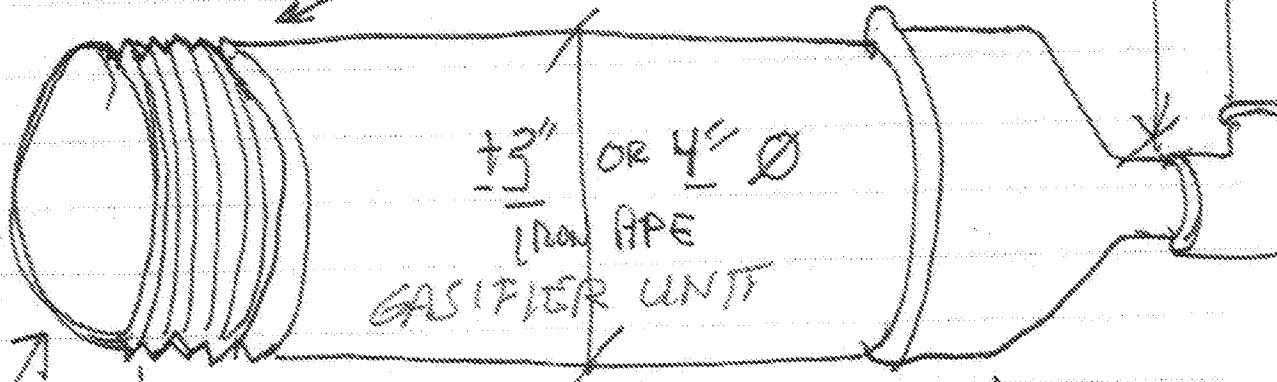 ±3" OR 4" Ø
IRON PIPE
GASIFIER UNIT